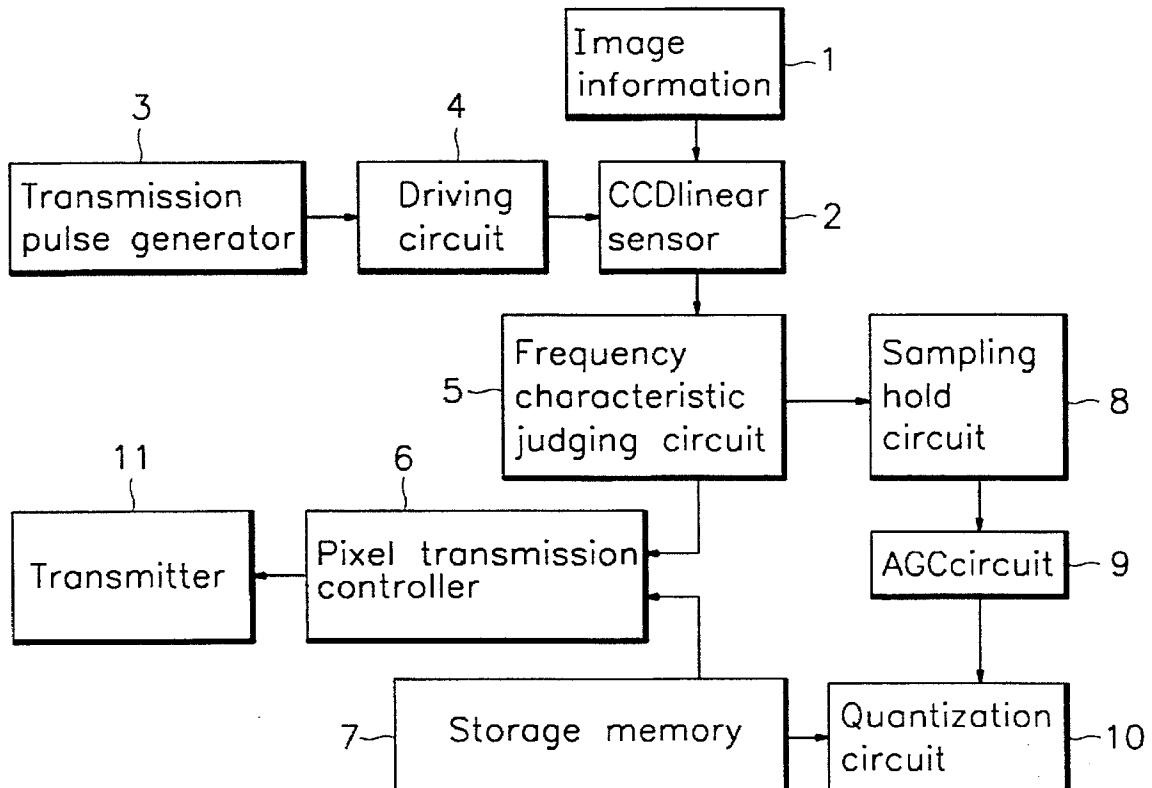 Image
information
1
3
4
Transmission
pulse generator
Driving
circuit
CCDlinear
sensor
2
Frequency
characteristic
judging circuit
5
Sampling
hold
circuit
8
11
6
Transmitter
Pixel transmission
controller
AGCcircuit
9
7
Storage memory
Quantization
circuit
10